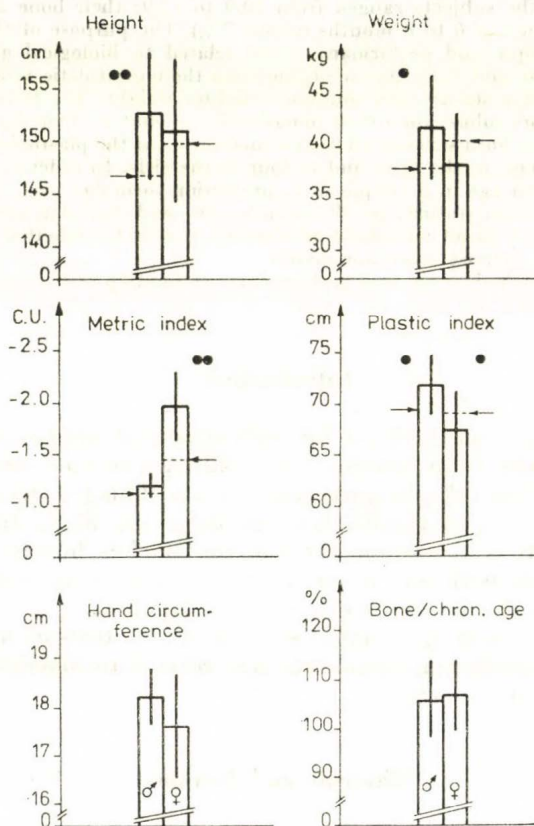 Height
cm
155
150
145
140
0
Weight
kg
45
40
35
30
0
C.U.
Metric index
-2.5
-2.0
-1.5
-1.0
0
cm
Plastic index
75
70
65
60
0
cm
Hand circum-
ference
19
18
17
16
0
♂ ♀
%
Bone/chron. age
120
110
100
90
0
♂ ♀